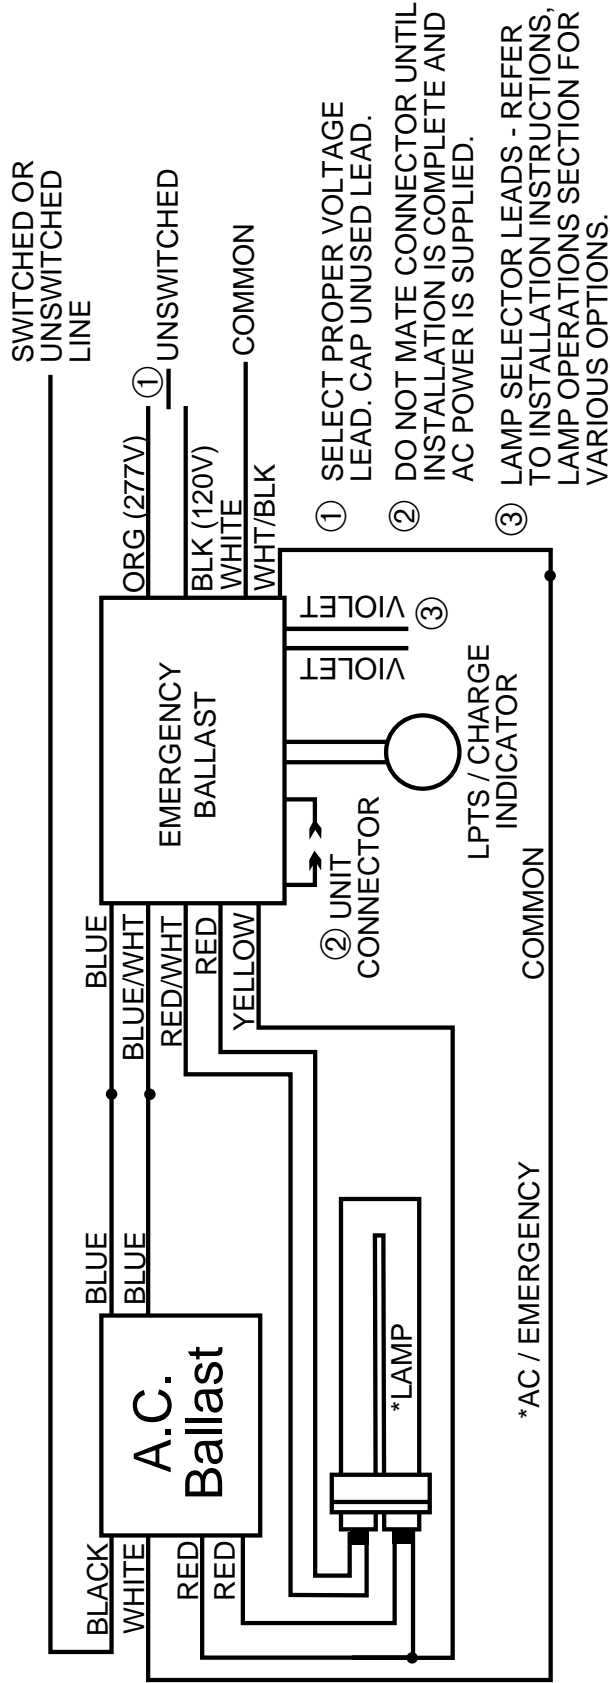 SWITCHED OR
UNSWITCHED
LINE
BLACK
WHITE
RED
RED
A.C.
Ballast
BLUE
BLUE
BLUE
BLUE/WHT
RED/WHT
RED
YELLOW
EMERGENCY
BALLAST
ORG (277V)
① UNSWITCHED
BLK (120V)
WHITE
COMMON
WHT/BLK
② UNIT
CONNECTOR
LPTS / CHARGE
INDICATOR
VIOLET
VIOLET
③
*LAMP
*AC / EMERGENCY
COMMON
① SELECT PROPER VOLTAGE
LEAD. CAP UNUSED LEAD.
② DO NOT MATE CONNECTOR UNTIL
INSTALLATION IS COMPLETE AND
AC POWER IS SUPPLIED.
③ LAMP SELECTOR LEADS - REFER
TO INSTALLATION INSTRUCTIONS,
LAMP OPERATIONS SECTION FOR
VARIOUS OPTIONS.